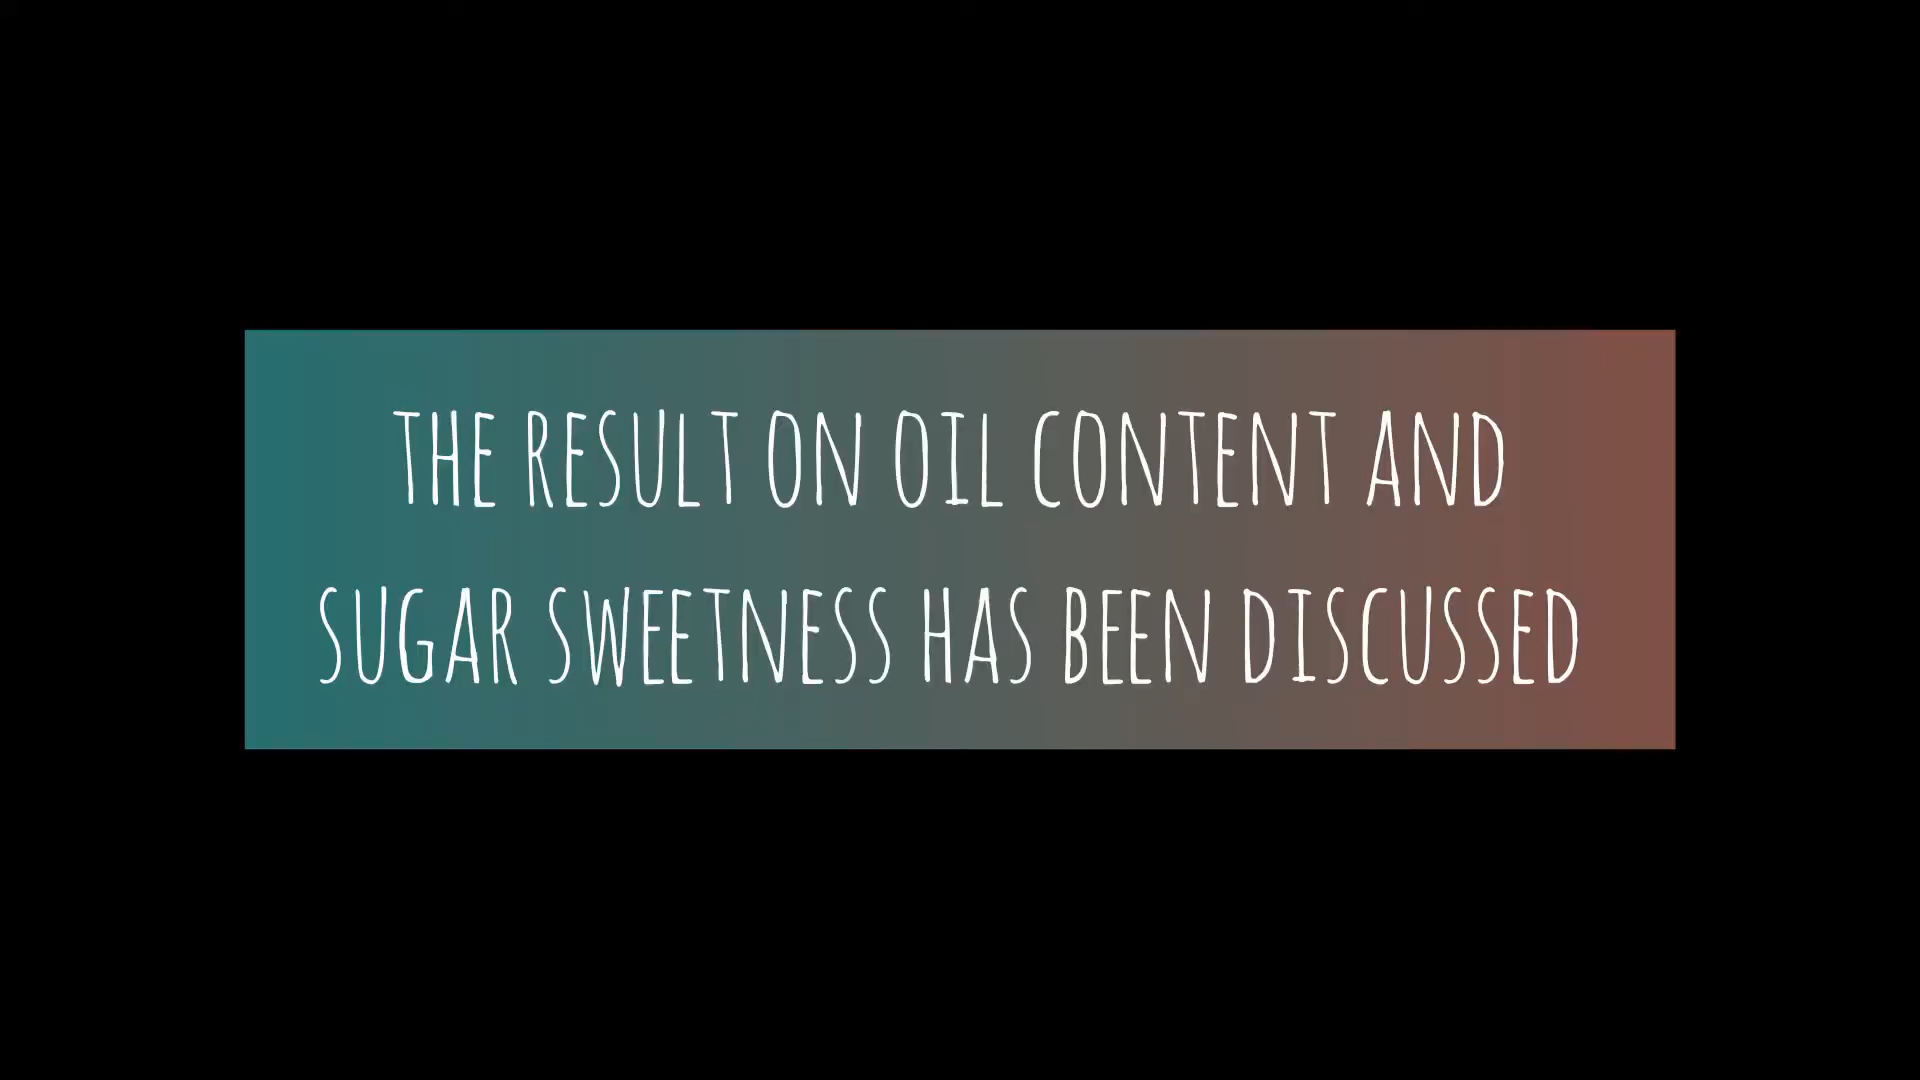 THE RESULT ON OIL CONTENT AND
SUGAR SWEETNESS HAS BEEN DISCUSSED